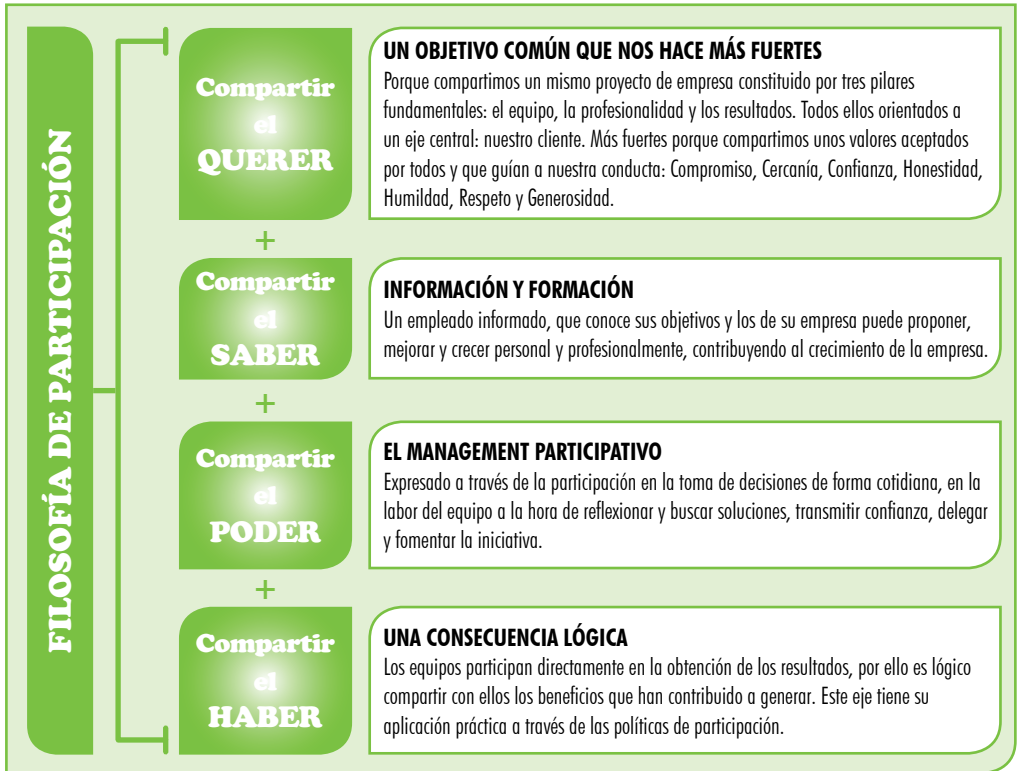 FILOSOFÍA DE PARTICIPACIÓN
Compartir
el
QUERER
UN OBJETIVO COMÚN QUE NOS HACE MÁS FUERTES
Porque compartimos un mismo proyecto de empresa constituido por tres pilares
fundamentales: el equipo, la profesionalidad y los resultados. Todos ellos orientados a
un eje central: nuestro cliente. Más fuertes porque compartimos unos valores aceptados
por todos y que guían a nuestra conducta: Compromiso, Cercanía, Confianza, Honestidad,
Humildad, Respeto y Generosidad.
+
Compartir
el
SABER
INFORMACIÓN Y FORMACIÓN
Un empleado informado, que conoce sus objetivos y los de su empresa puede proponer,
mejorar y crecer personal y profesionalmente, contribuyendo al crecimiento de la empresa.
+
Compartir
el
PODER
EL MANAGEMENT PARTICIPATIVO
Expresado a través de la participación en la toma de decisiones de forma cotidiana, en la
labor del equipo a la hora de reflexionar y buscar soluciones, transmitir confianza, delegar
y fomentar la iniciativa.
+
Compartir
el
HABER
UNA CONSECUENCIA LÓGICA
Los equipos participan directamente en la obtención de los resultados, por ello es lógico
compartir con ellos los beneficios que han contribuido a generar. Este eje tiene su
aplicación práctica a través de las políticas de participación.